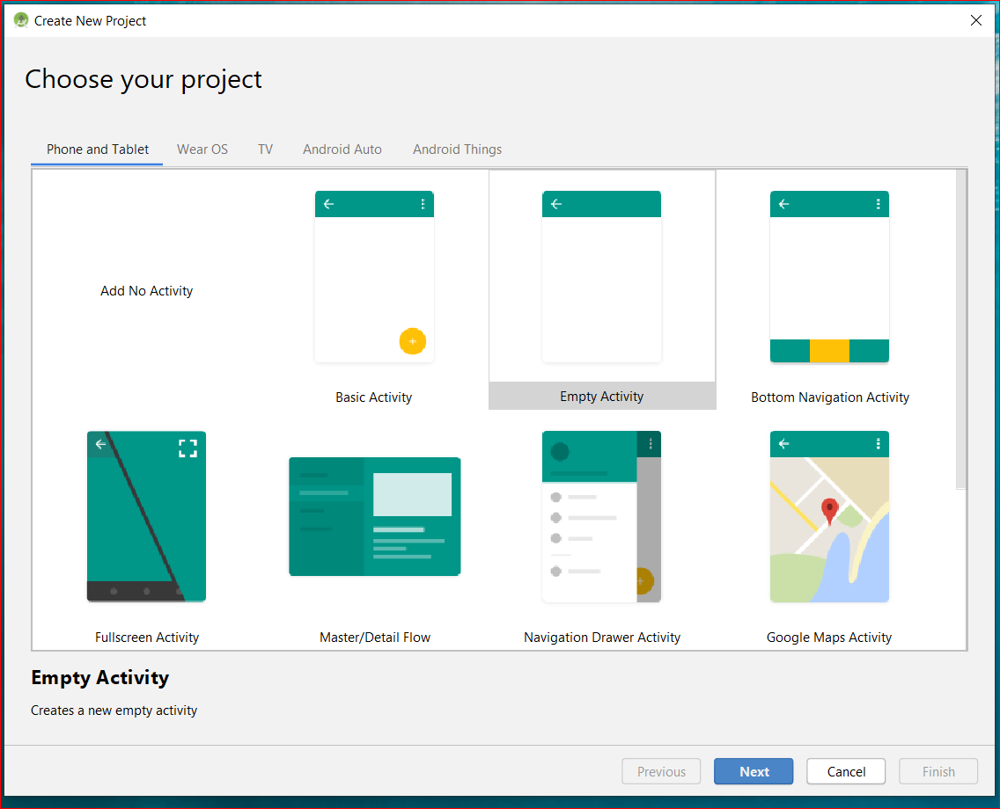 Create New Project
Choose your project
Phone and Tablet Wear OS TV Android Auto Android Things
Add No Activity
Basic Activity Empty Activity Bottom Navigation Activity
Fullscreen Activity Master/Detail Flow Navigation Drawer Activity Google Maps Activity
Empty Activity
Creates a new empty activity
Previous Next Cancel Finish